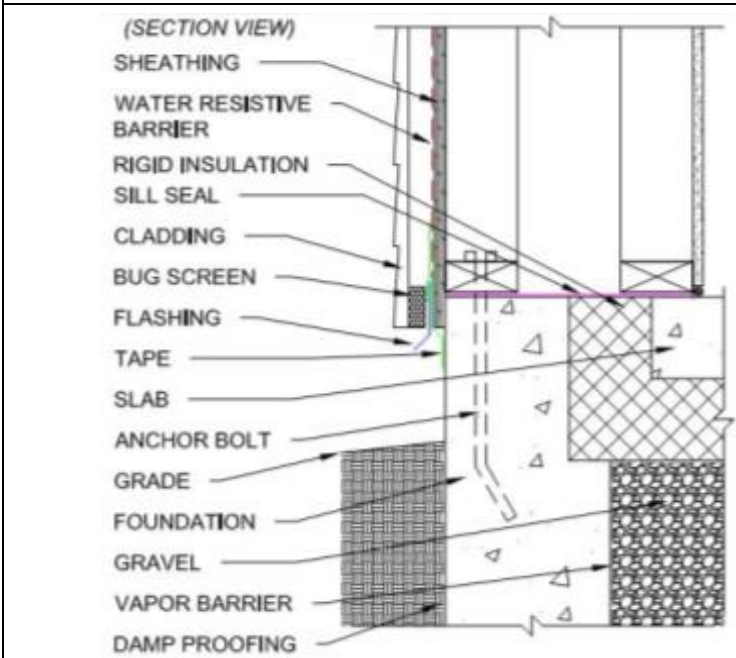 (SECTION VIEW)
SHEATHING
WATER RESISTIVE
BARRIER
RIGID INSULATION
SILL SEAL
CLADDING
BUG SCREEN
FLASHING
TAPE
SLAB
ANCHOR BOLT
GRADE
FOUNDATION
GRAVEL
VAPOR BARRIER
DAMP PROOFING